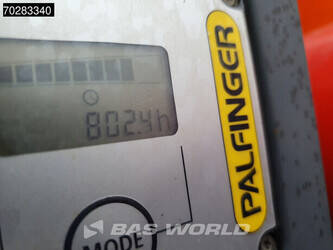 70283340
802.4h
PALFINGER
BAS WORLD
MODE